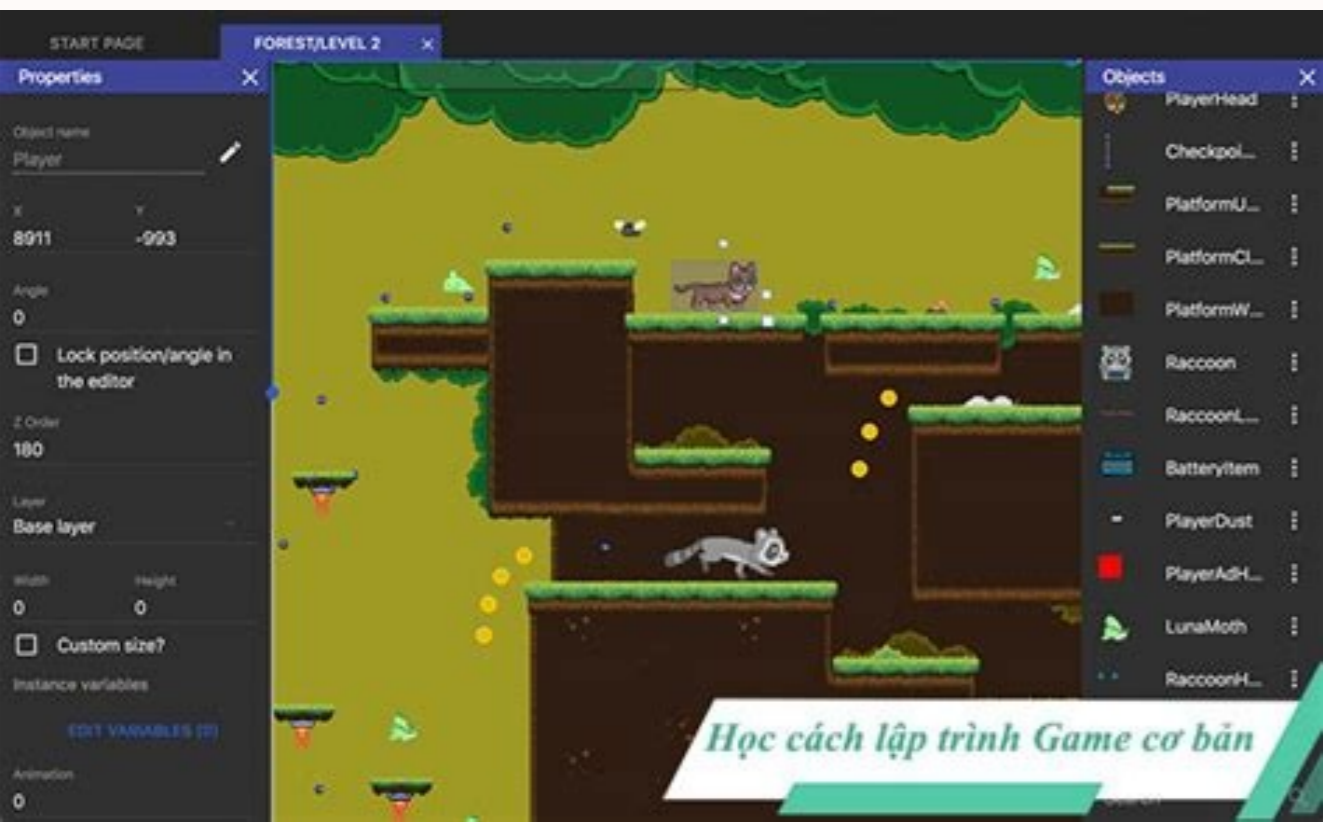 START PAGE
FOREST/LEVEL 2
Properties
Object name
Player
X
Y
8911
-993
Angle
0
Lock position/angle in
the editor
Z Order
180
Layer
Base layer
Width
Height
0
0
Custom size?
Instance variables
EDIT VARIABLES (0)
Animation
0
Objects
PlayerHead
Checkpoi...
PlatformU...
PlatformCl...
PlatformW...
Raccoon
RaccoonL...
BatteryItem
PlayerDust
PlayerAdH...
LunaMoth
RaccoonH...
Học cách lập trình Game cơ bản